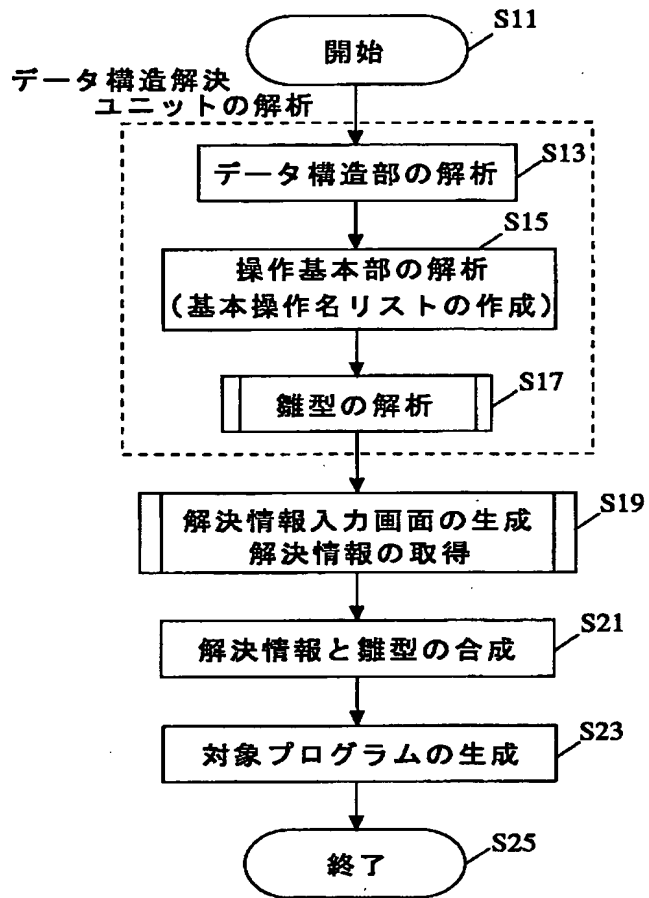 S11
開始
データ構造解決
ユニットの解析
S13
データ構造部の解析
S15
操作基本部の解析
(基本操作名リストの作成)
S17
雛型の解析
S19
解決情報入力画面の生成
解決情報の取得
S21
解決情報と雛型の合成
S23
対象プログラムの生成
S25
終了